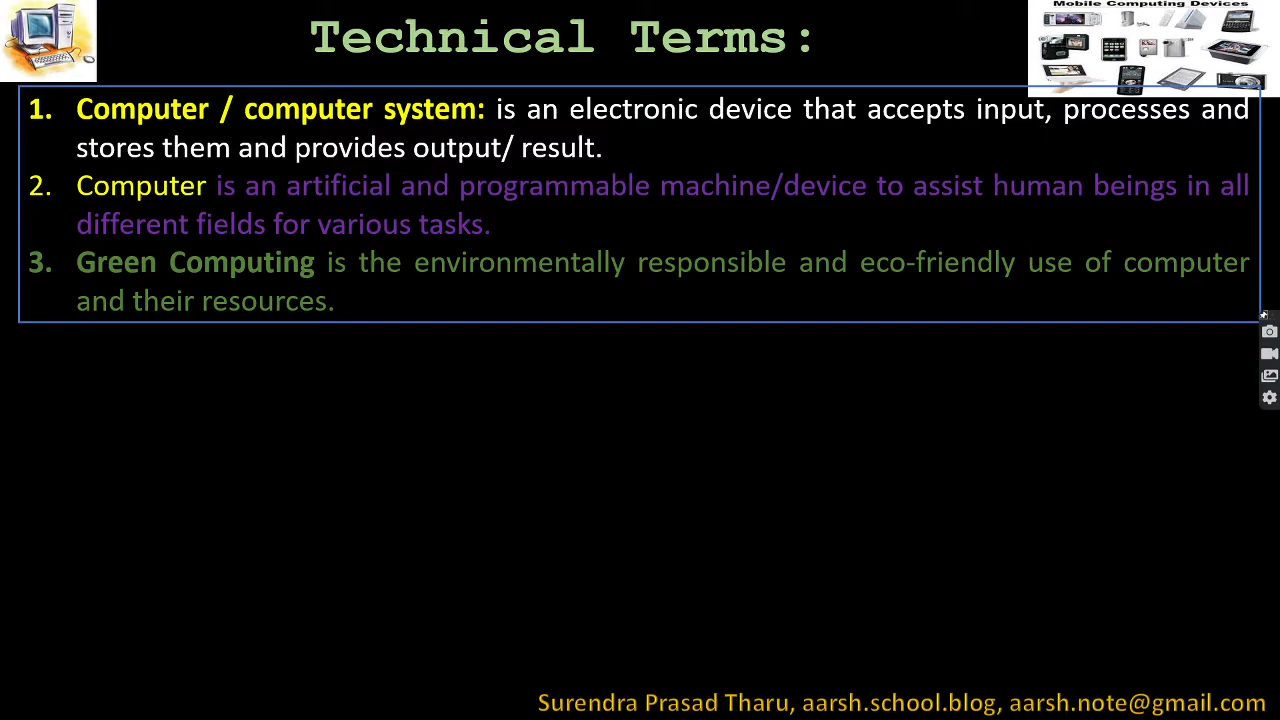 Technical Terms:
Mobile Computing Devices
1. Computer / computer system: is an electronic device that accepts input, processes and
stores them and provides output/ result.
2. Computer is an artificial and programmable machine/device to assist human beings in all
different fields for various tasks.
3. Green Computing is the environmentally responsible and eco-friendly use of computer
and their resources.
Surendra Prasad Tharu, aarsh.school.blog, aarsh.note@gmail.com